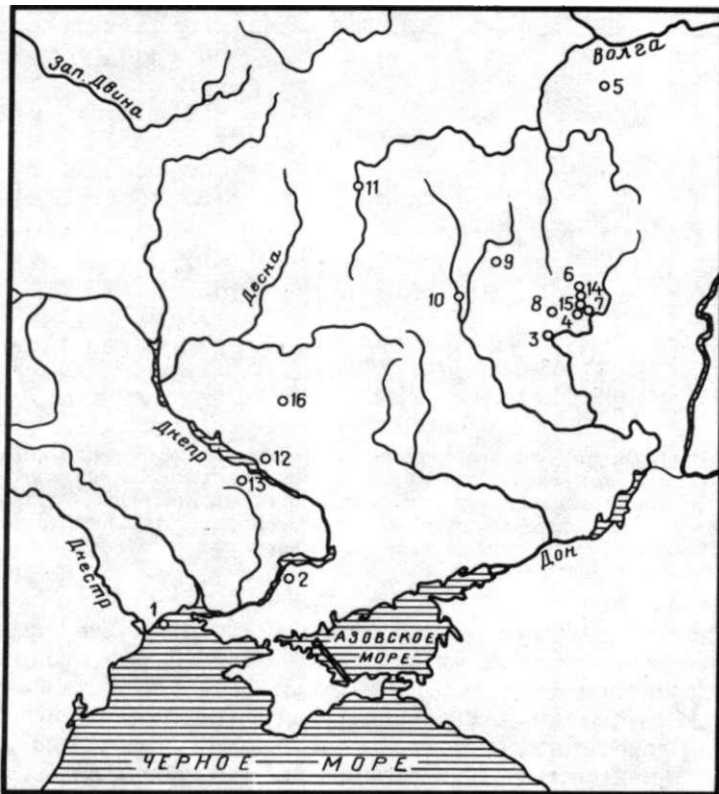 Волга
Зап. Двина
5
11
Десна
9
6
14
10
8
15
7
4
3
16
Днепр
12
13
Дон
Днестр
2
1
АЗОВСКОЕ
МОРЕ
ЧЕРНОЕ МОРЕ